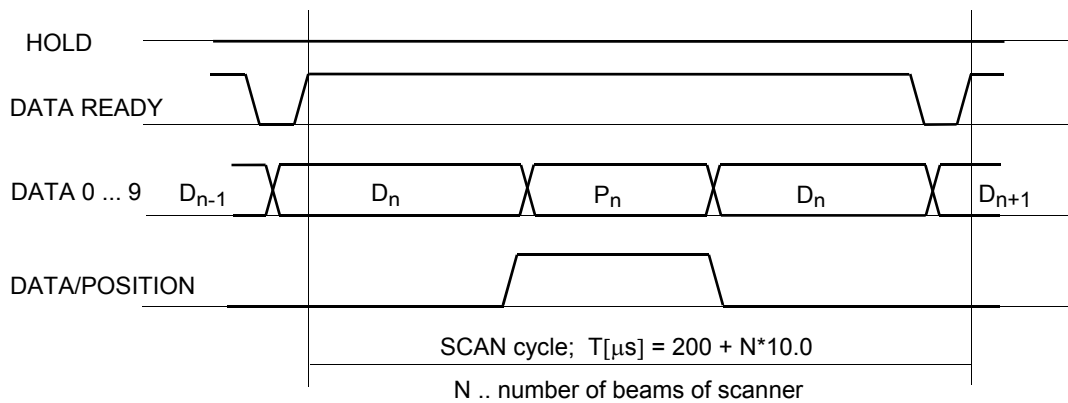 HOLD
DATA READY
DATA 0 ... 9 Dn-1 Dn Pn Dn Dn+1
DATA/POSITION
SCAN cycle; T[μs] = 200 + N*10.0
N .. number of beams of scanner